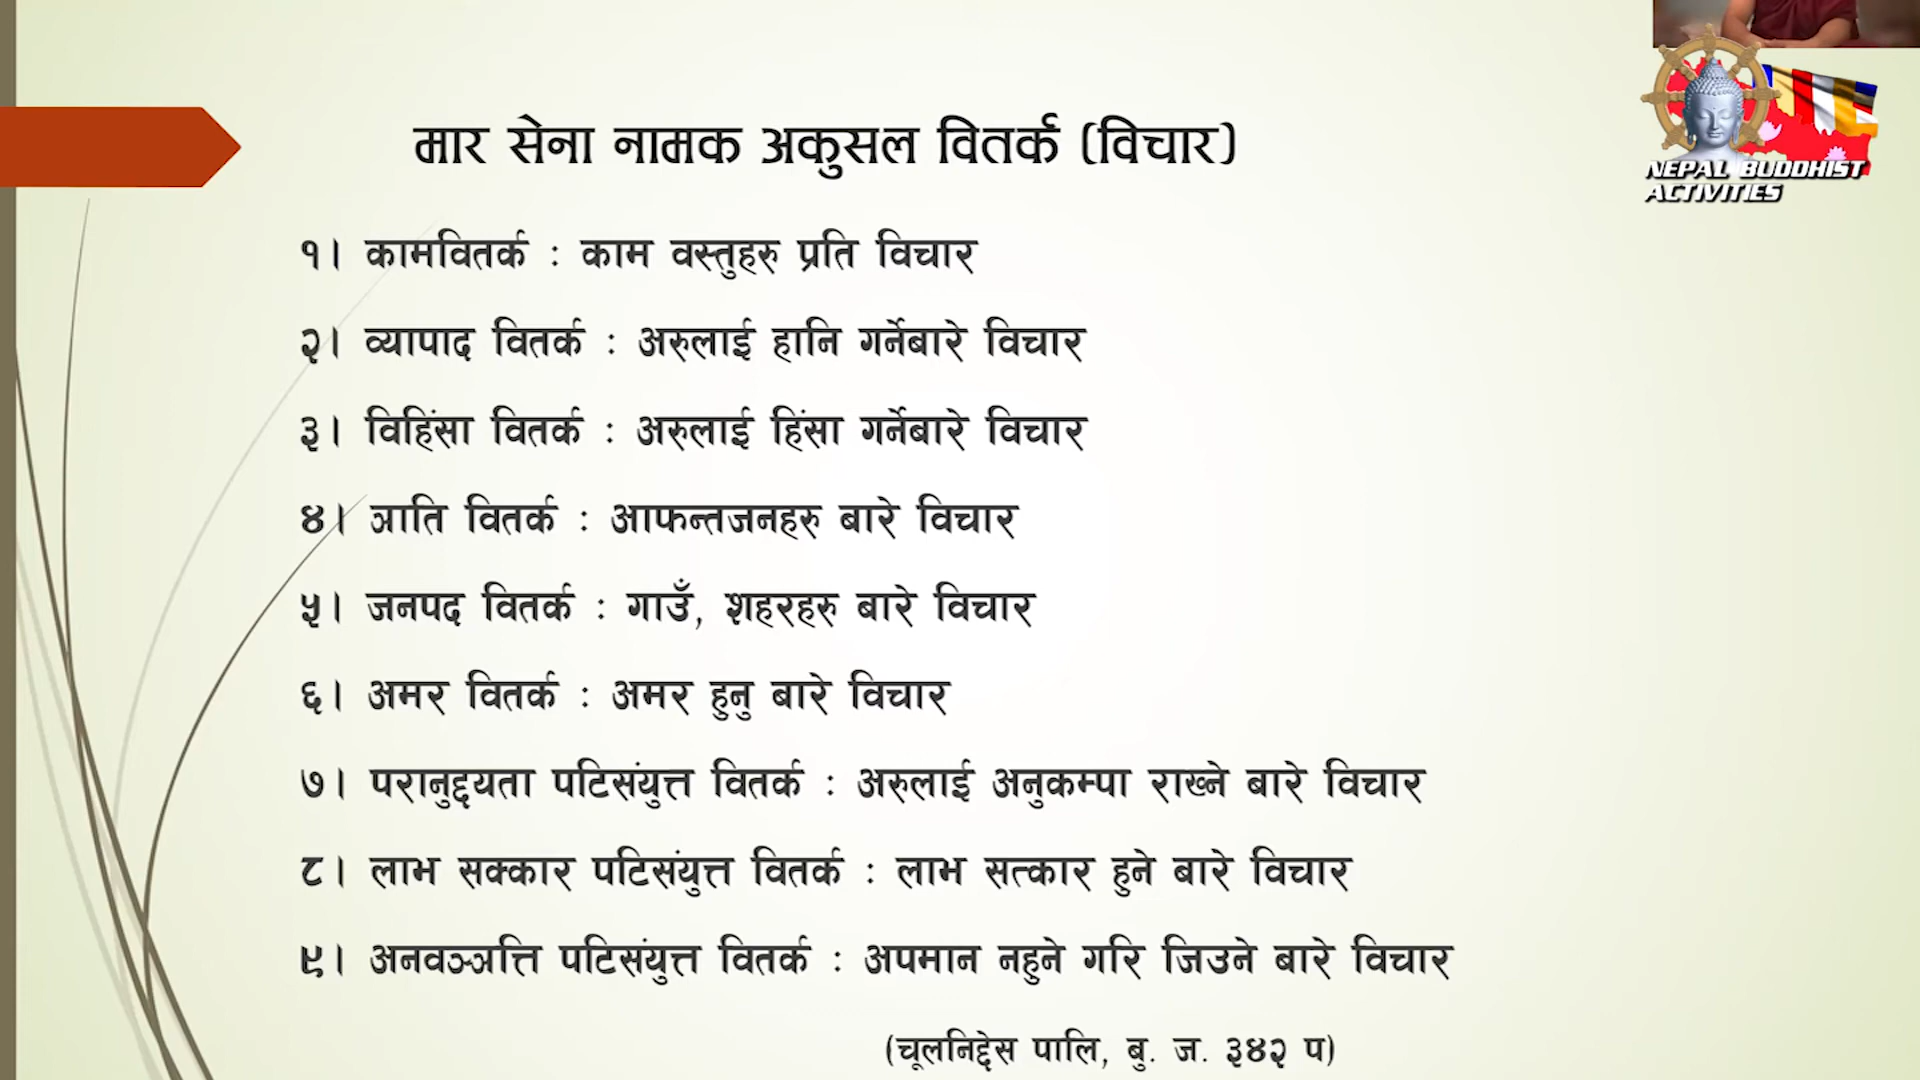 मार सेना नामक अकुसल वितर्क (विचार)
NEPAL BUDDHIST
ACTIVITIES
१। कामवितर्क : काम वस्तुहरु प्रति विचार
२। व्यापाद वितर्क : अरुलाई हानि गर्नेबारे विचार
३। विहिंसा वितर्क : अरुलाई हिंसा गर्नेबारे विचार
४। ञाति वितर्क : आफन्तजनहरु बारे विचार
५। जनपद वितर्क : गाउँ, शहरहरु बारे विचार
६। अमर वितर्क : अमर हुनु बारे विचार
७। परानुद्दयता पटिसंयुत्त वितर्क : अरुलाई अनुकम्पा राख्ने बारे विचार
८। लाभ सक्कार पटिसंयुत्त वितर्क : लाभ सत्कार हुने बारे विचार
९। अनवञ्ञत्ति पटिसंयुत्त वितर्क : अपमान नहुने गरि जिउने बारे विचार
(चूलनिद्देस पालि, बु. ज. ३४२ प)